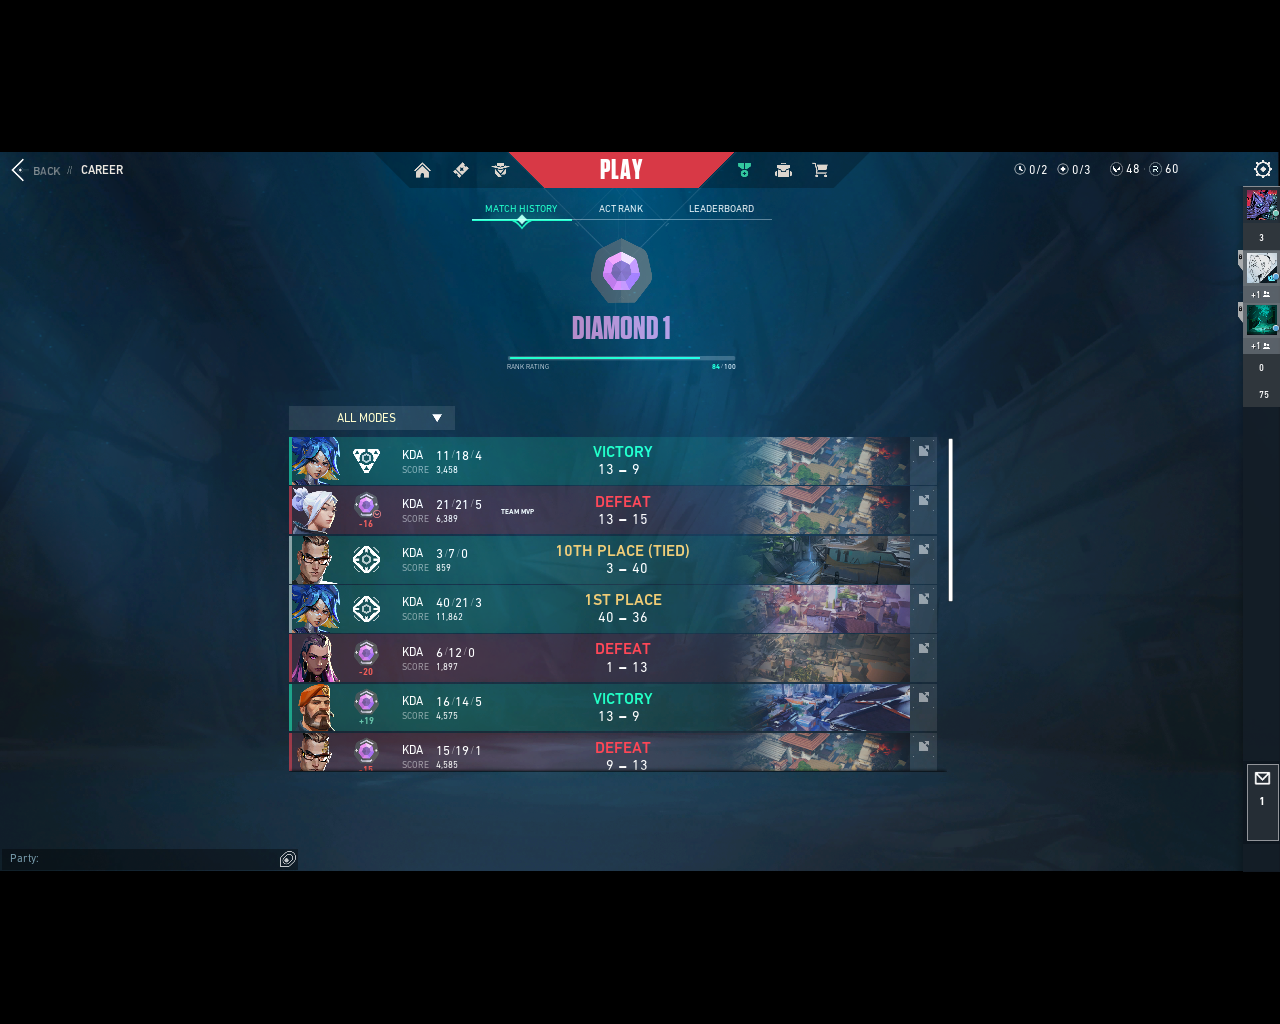 BACK // CAREER
PLAY
0/2 0/3 48 60
MATCH HISTORY ACT RANK LEADERBOARD
DIAMOND 1
RANK RATING 84/100
ALL MODES
KDA 11/18/4 VICTORY
SCORE 3,458 13 – 9
KDA 21/21/5 TEAM MVP DEFEAT
-16 SCORE 6,389 13 – 15
KDA 3/7/0 10TH PLACE (TIED)
SCORE 859 3 – 40
KDA 40/21/3 1ST PLACE
SCORE 11,862 40 – 36
KDA 6/12/0 DEFEAT
-20 SCORE 1,897 1 – 13
KDA 16/14/5 VICTORY
+19 SCORE 4,575 13 – 9
KDA 15/19/1 DEFEAT
-15 SCORE 4,585 9 – 13
3
+1
+1
0
75
1
Party: